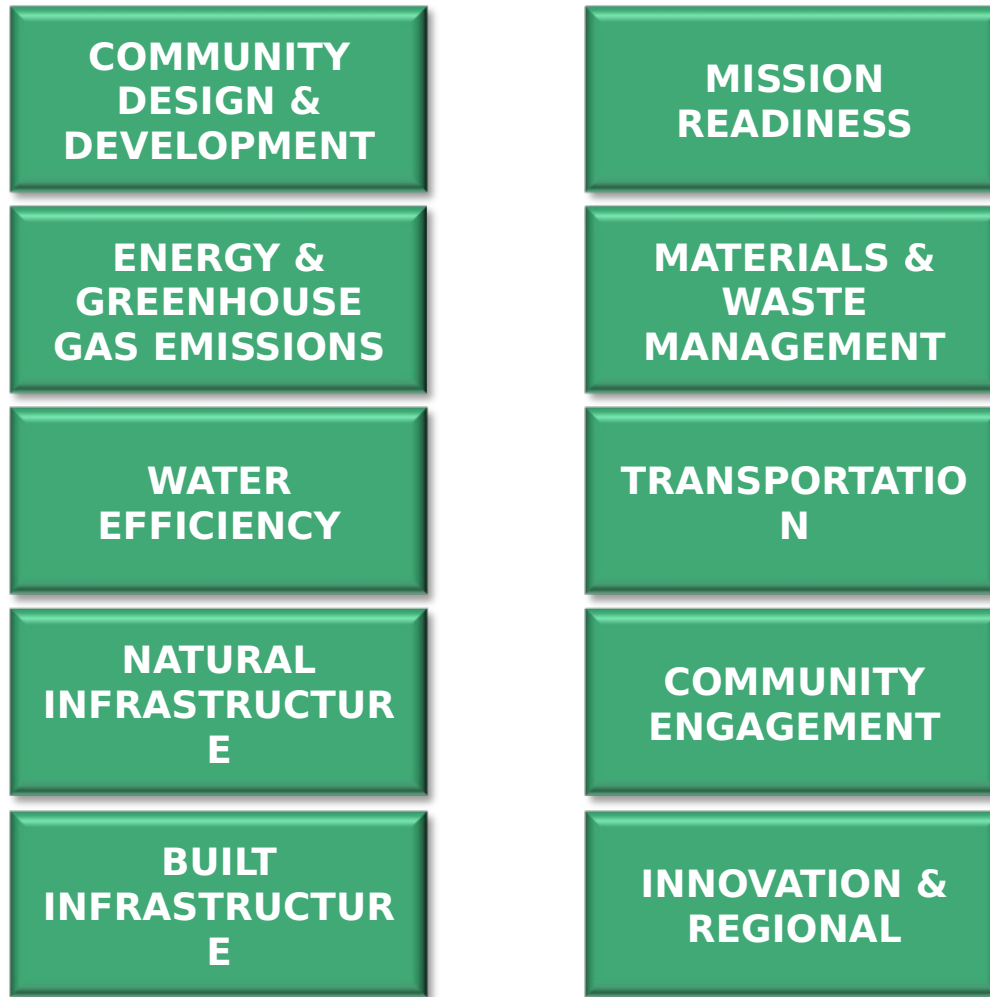 COMMUNITY
DESIGN &
DEVELOPMENT
ENERGY &
GREENHOUSE
GAS EMISSIONS
WATER
EFFICIENCY
NATURAL
INFRASTRUCTUR
E
BUILT
INFRASTRUCTUR
E
MISSION
READINESS
MATERIALS &
WASTE
MANAGEMENT
TRANSPORTATIO
N
COMMUNITY
ENGAGEMENT
INNOVATION &
REGIONAL